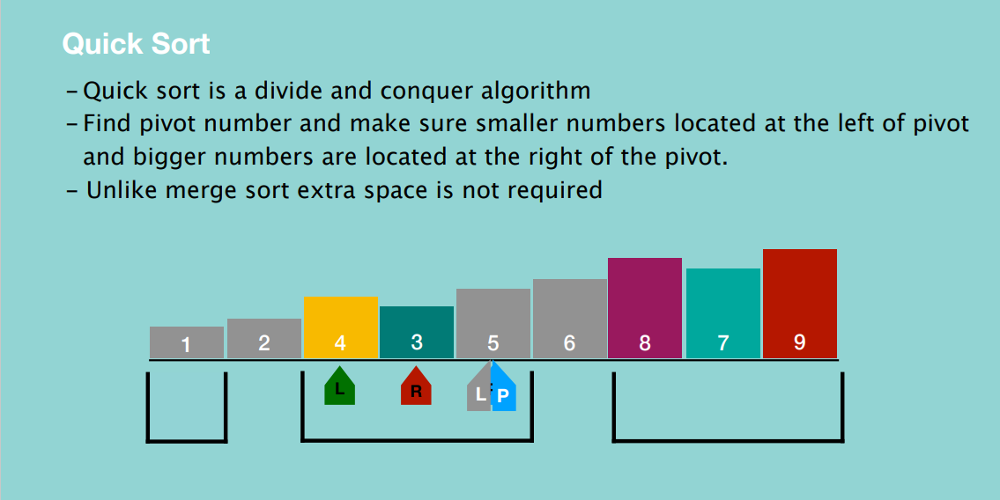 Quick Sort
– Quick sort is a divide and conquer algorithm
– Find pivot number and make sure smaller numbers located at the left of pivot
and bigger numbers are located at the right of the pivot.
– Unlike merge sort extra space is not required
1 2 4 3 5 6 8 7 9
L R L P